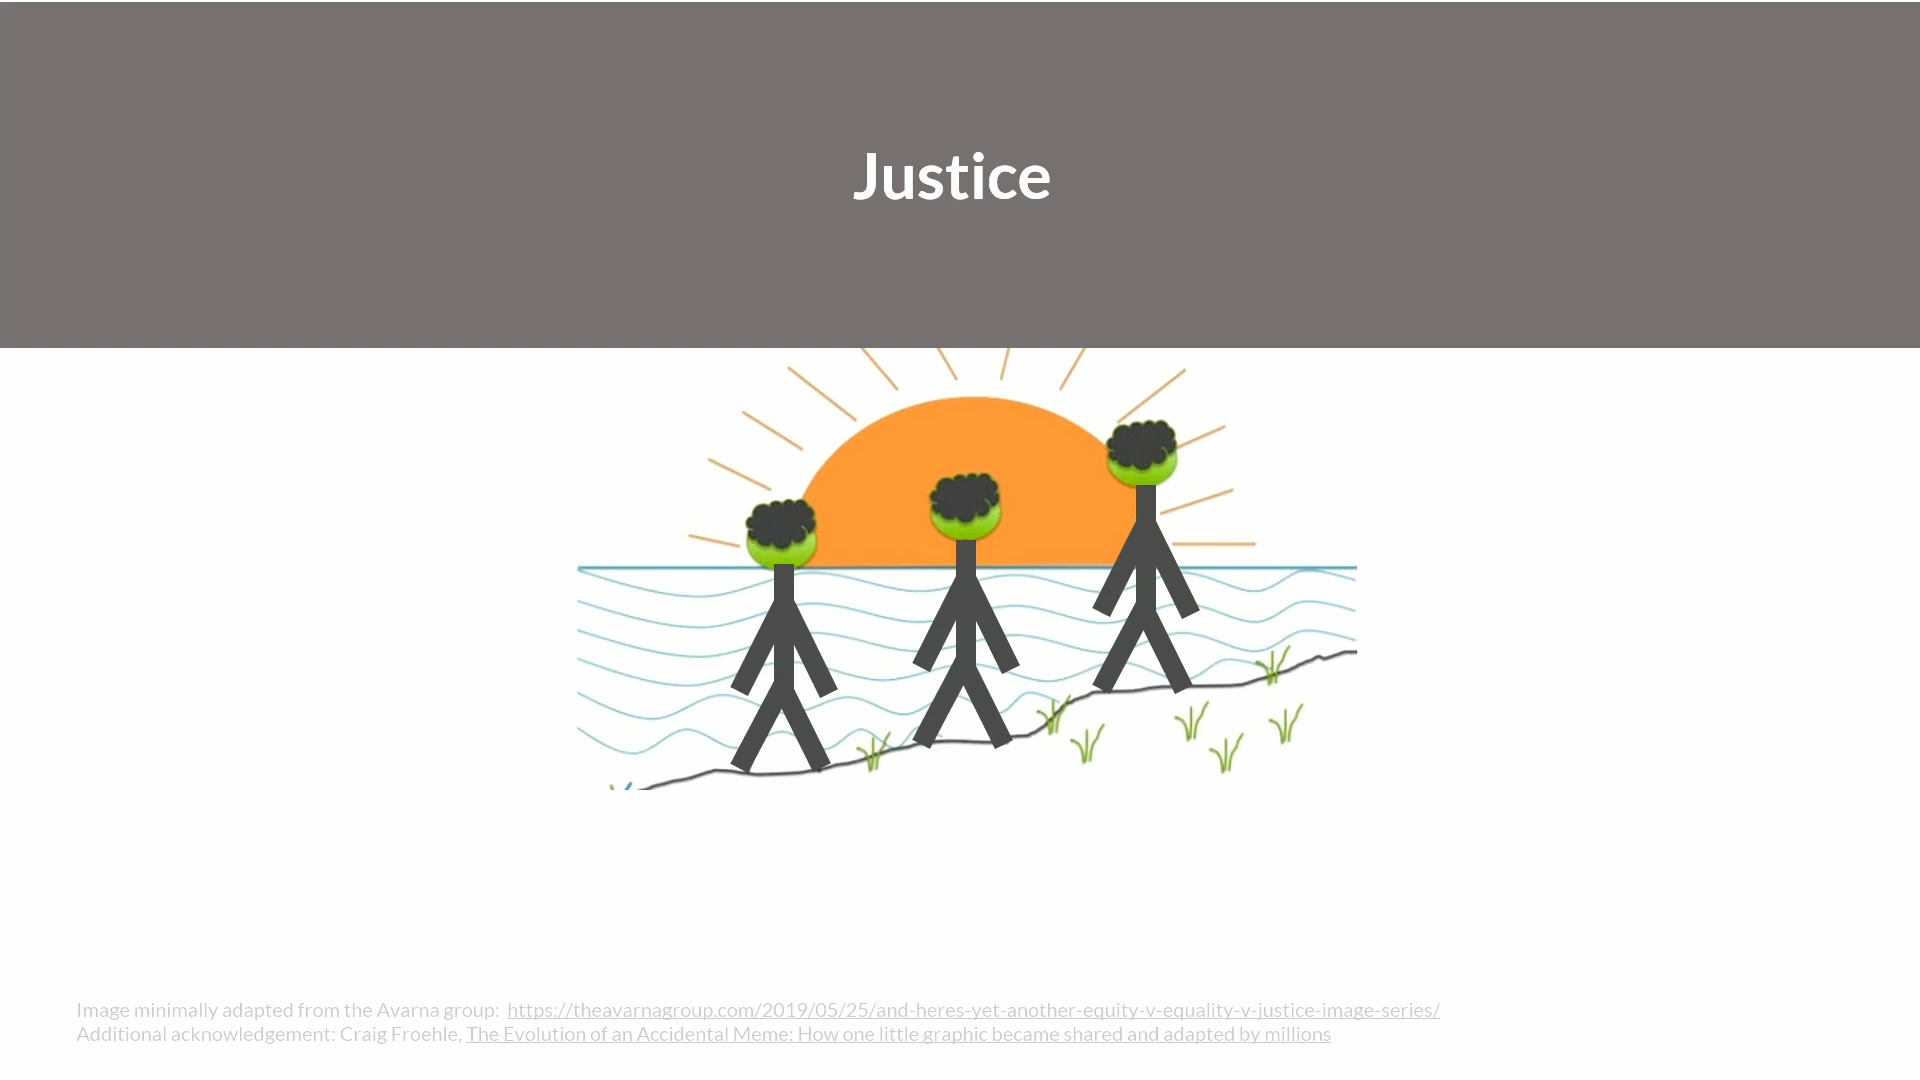 Justice
Image minimally adapted from the Avarna group: https://theavarnagroup.com/2019/05/25/and-heres-yet-another-equity-v-equality-v-justice-image-series/
Additional acknowledgement: Craig Froehle, The Evolution of an Accidental Meme: How one little graphic became shared and adapted by millions